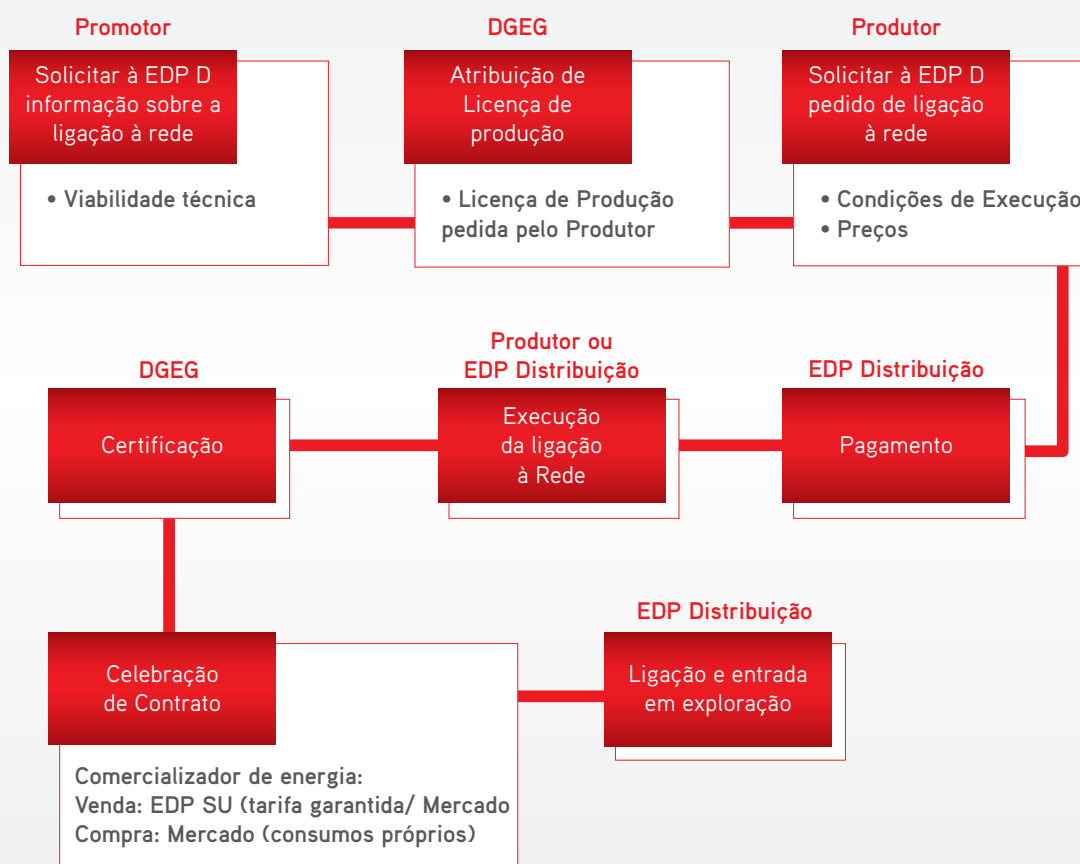 Promotor
Solicitar à EDP D
informação sobre a
ligação à rede
• Viabilidade técnica
DGEG
Atribuição de
Licença de
produção
• Licença de Produção
pedida pelo Produtor
Produtor
Solicitar à EDP D
pedido de ligação
à rede
• Condições de Execução
• Preços
EDP Distribuição
Pagamento
Produtor ou
EDP Distribuição
Execução
da ligação
à Rede
DGEG
Certificação
Celebração
de Contrato
Comercializador de energia:
Venda: EDP SU (tarifa garantida/ Mercado
Compra: Mercado (consumos próprios)
EDP Distribuição
Ligação e entrada
em exploração